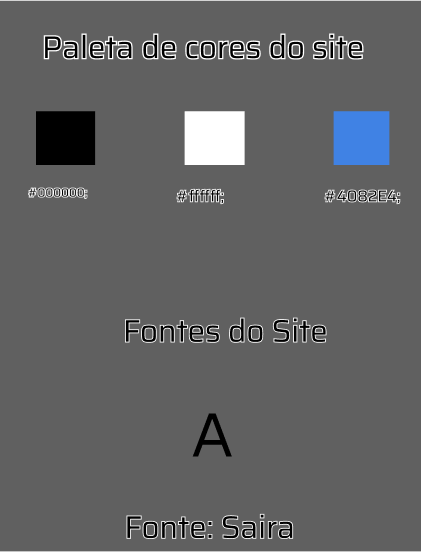 Paleta de cores do site
#000000; #ffffff; #4082E4;
Fontes do Site
A
Fonte: Saira